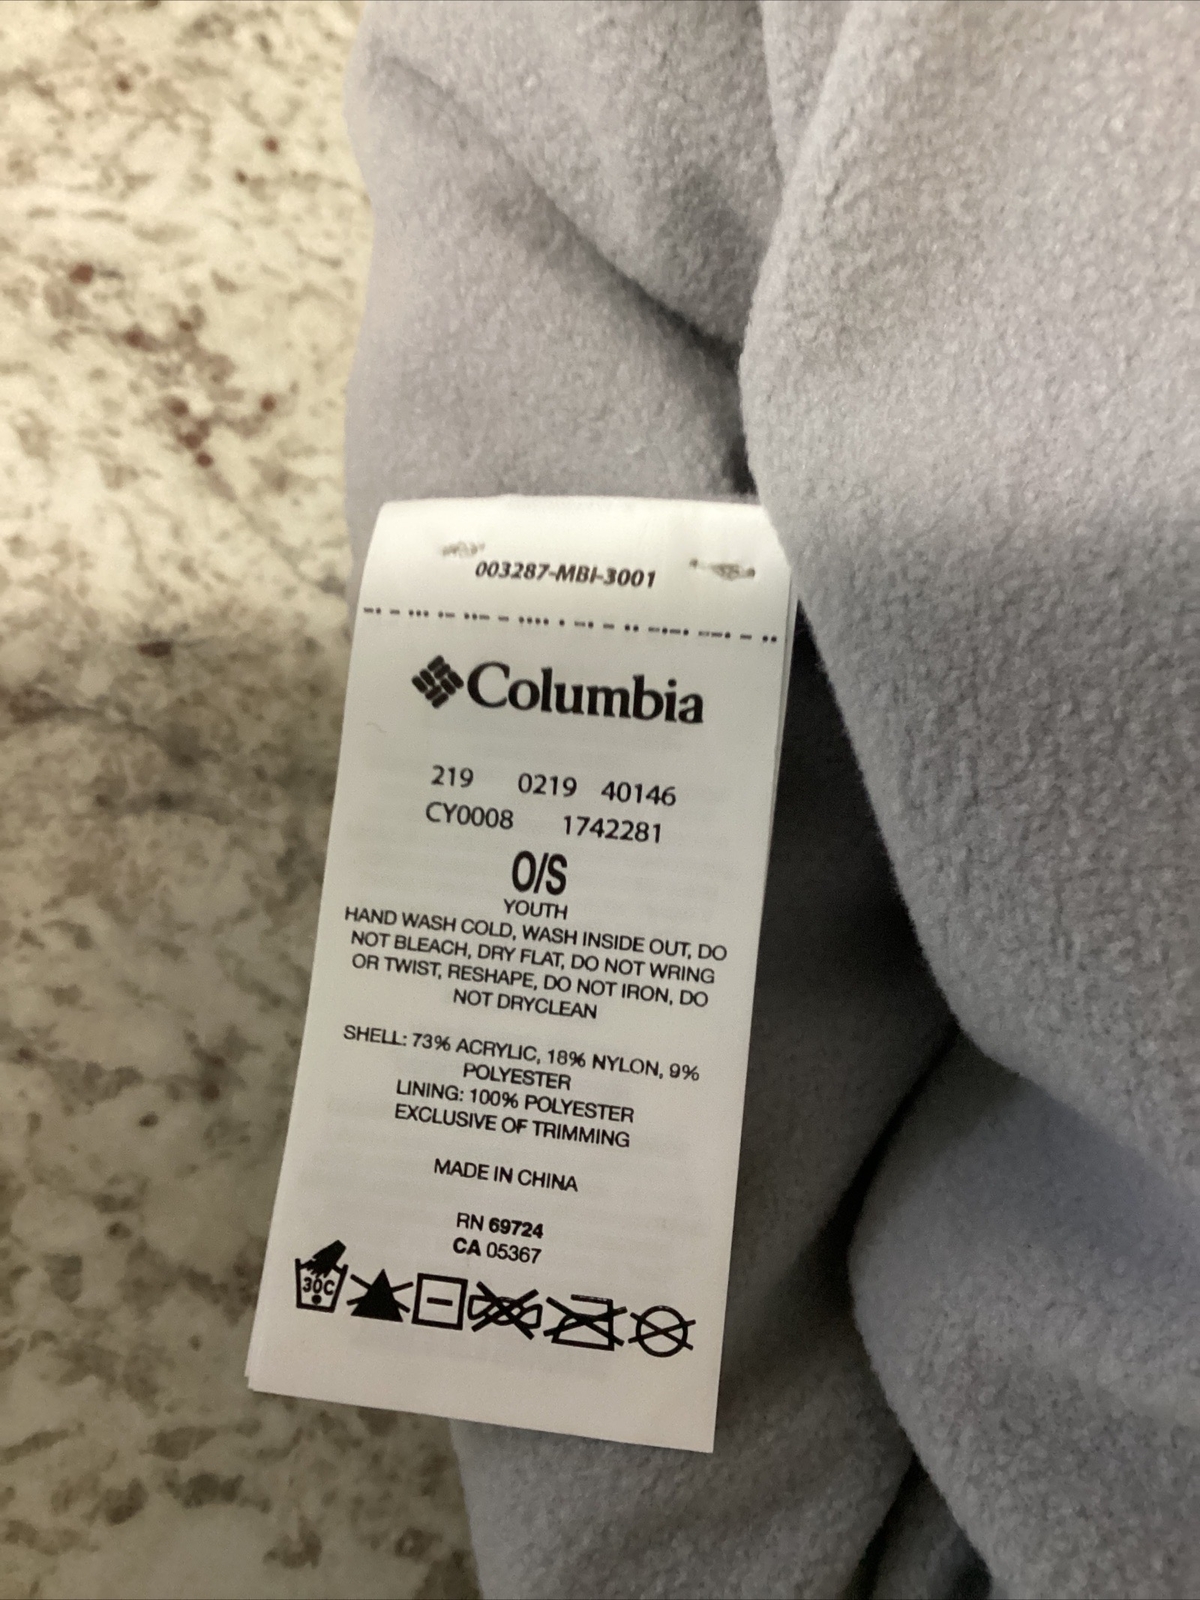 003287-MBI-3001
Columbia
219 0219 40146
CY0008 1742281
O/S
YOUTH
HAND WASH COLD, WASH INSIDE OUT, DO
NOT BLEACH, DRY FLAT, DO NOT WRING
OR TWIST, RESHAPE, DO NOT IRON, DO
NOT DRYCLEAN
SHELL: 73% ACRYLIC, 18% NYLON, 9%
POLYESTER
LINING: 100% POLYESTER
EXCLUSIVE OF TRIMMING
MADE IN CHINA
RN 69724
CA 05367
30C